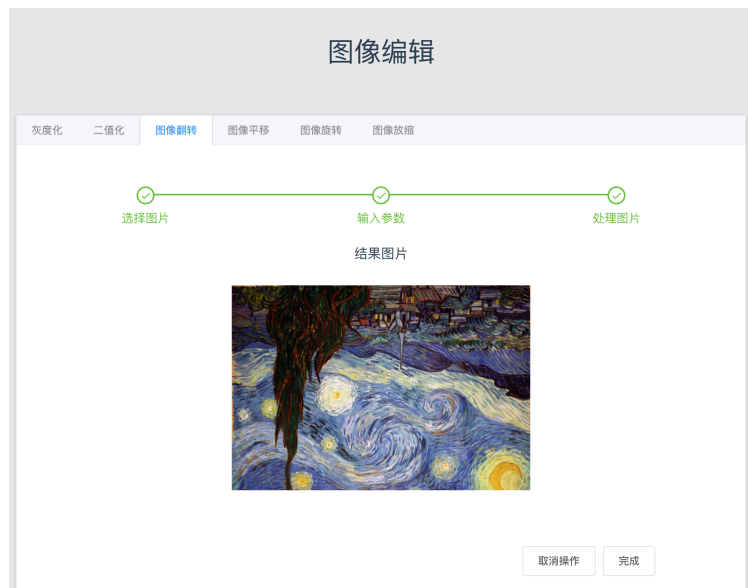 图像编辑
灰度化 二值化 图像翻转 图像平移 图像旋转 图像放缩
选择图片 输入参数 处理图片
结果图片
取消操作 完成